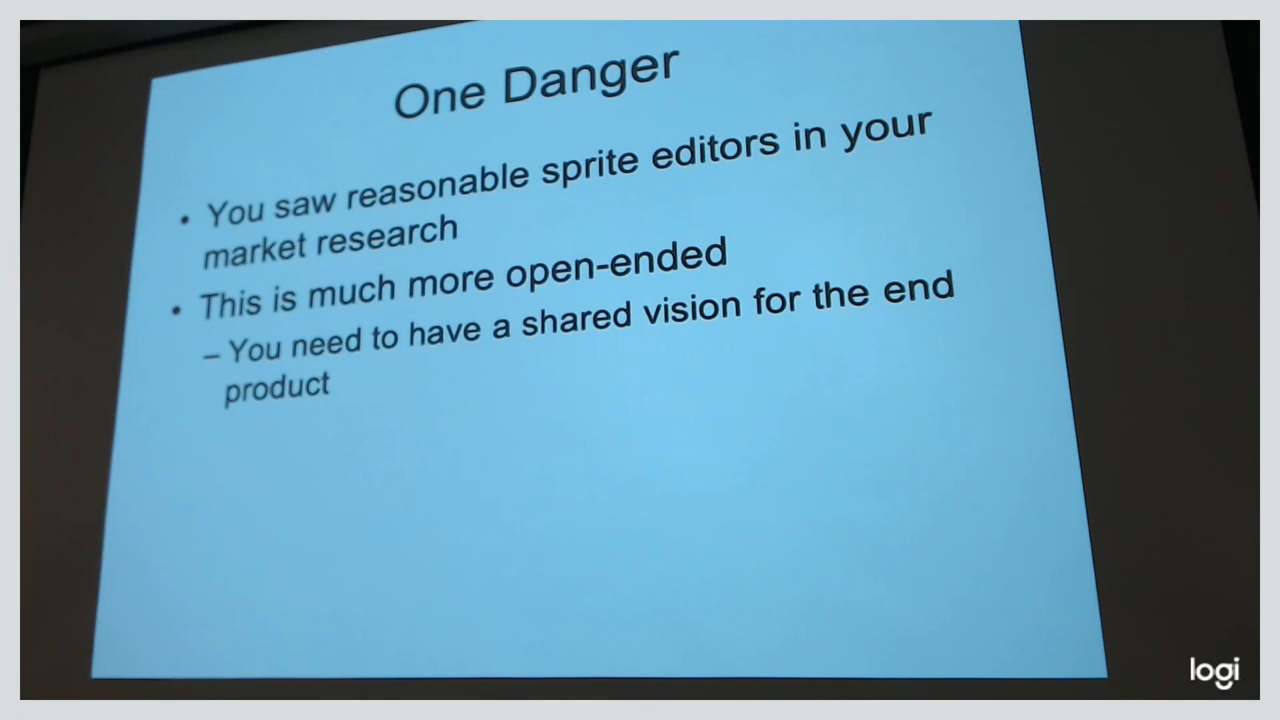 One Danger
• You saw reasonable sprite editors in your
market research
• This is much more open-ended
– You need to have a shared vision for the end
product
logi